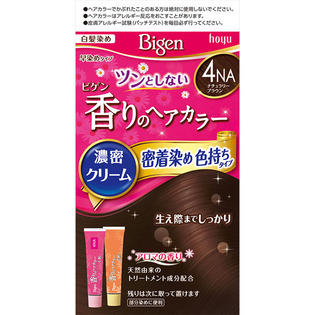 •ヘアカラーでかぶれたことのある方は絶対に使用しないでください。
•ヘアカラーはアレルギー反応をおこすことがあります。
•皮膚アレルギー試験(パッチテスト)を毎回必ず行ってください。
白髪染め
Bigen
hoyu
早染めタイプ
ツンとしない
4NA
ナチュラリー
ブラウン
ビゲン
香りのヘアカラー
濃密
クリーム
密着染め 色持ちタイプ
生え際までしっかり
アロマの香り
天然由来の
トリートメント成分配合
残りは次に取って置けます
部分染めに便利